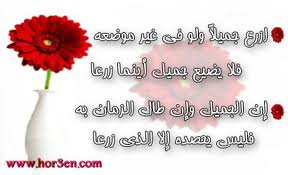 ازرع جميلاً ولو فى غير موضعه
فلا يضيع جميل أينما زرعا
إن الجميل وإن طال الزمان به
فليس يحصده إلا الذى زرعا
www.hor3en.com